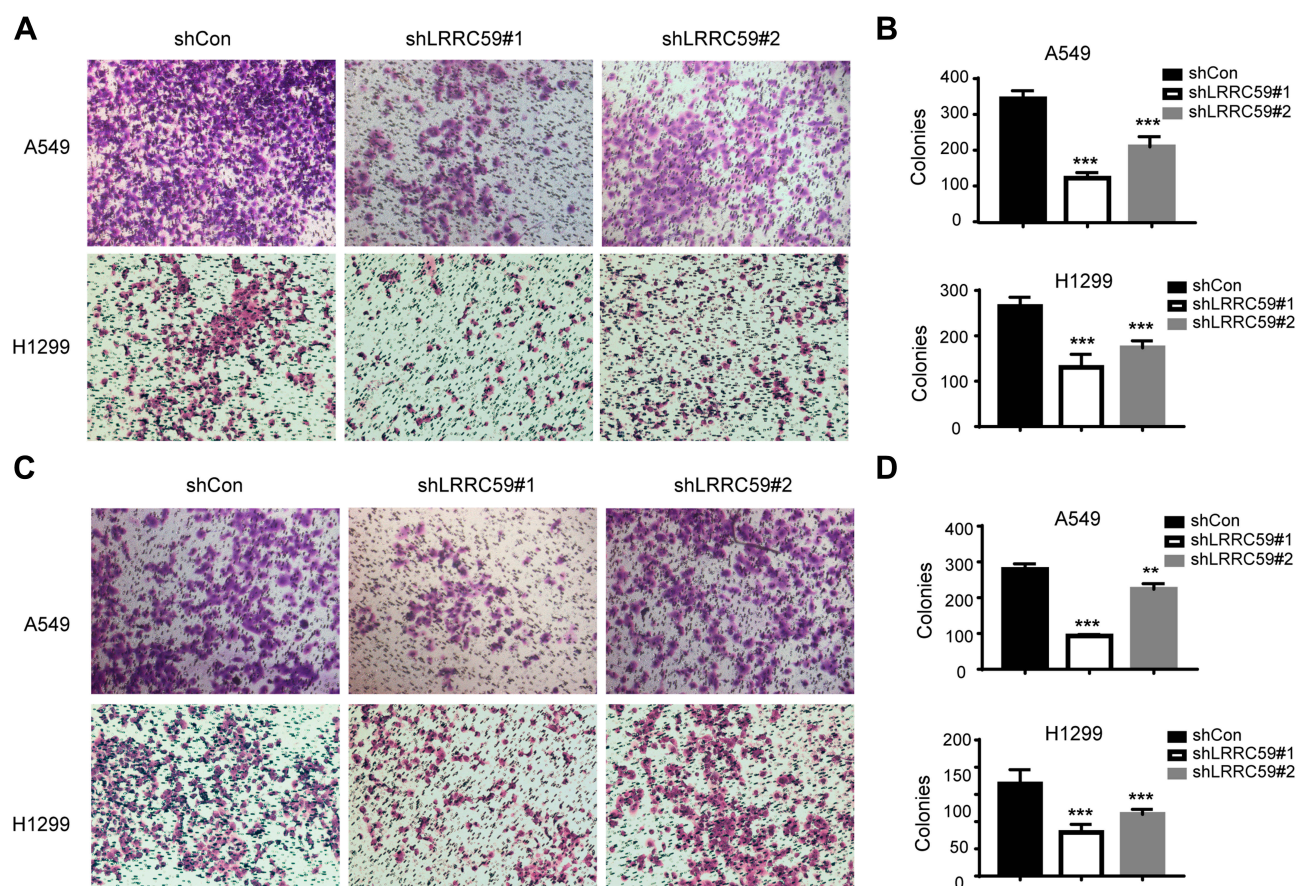 A
shCon
shLRRC59#1
shLRRC59#2
A549
H1299
B
A549
shCon
shLRRC59#1
shLRRC59#2
Colonies
400
300
200
100
0
***
***
H1299
shCon
shLRRC59#1
shLRRC59#2
Colonies
300
200
100
0
***
***
C
shCon
shLRRC59#1
shLRRC59#2
A549
H1299
D
A549
shCon
shLRRC59#1
shLRRC59#2
Colonies
400
300
200
100
0
***
**
H1299
shCon
shLRRC59#1
shLRRC59#2
Colonies
200
150
100
50
0
***
***